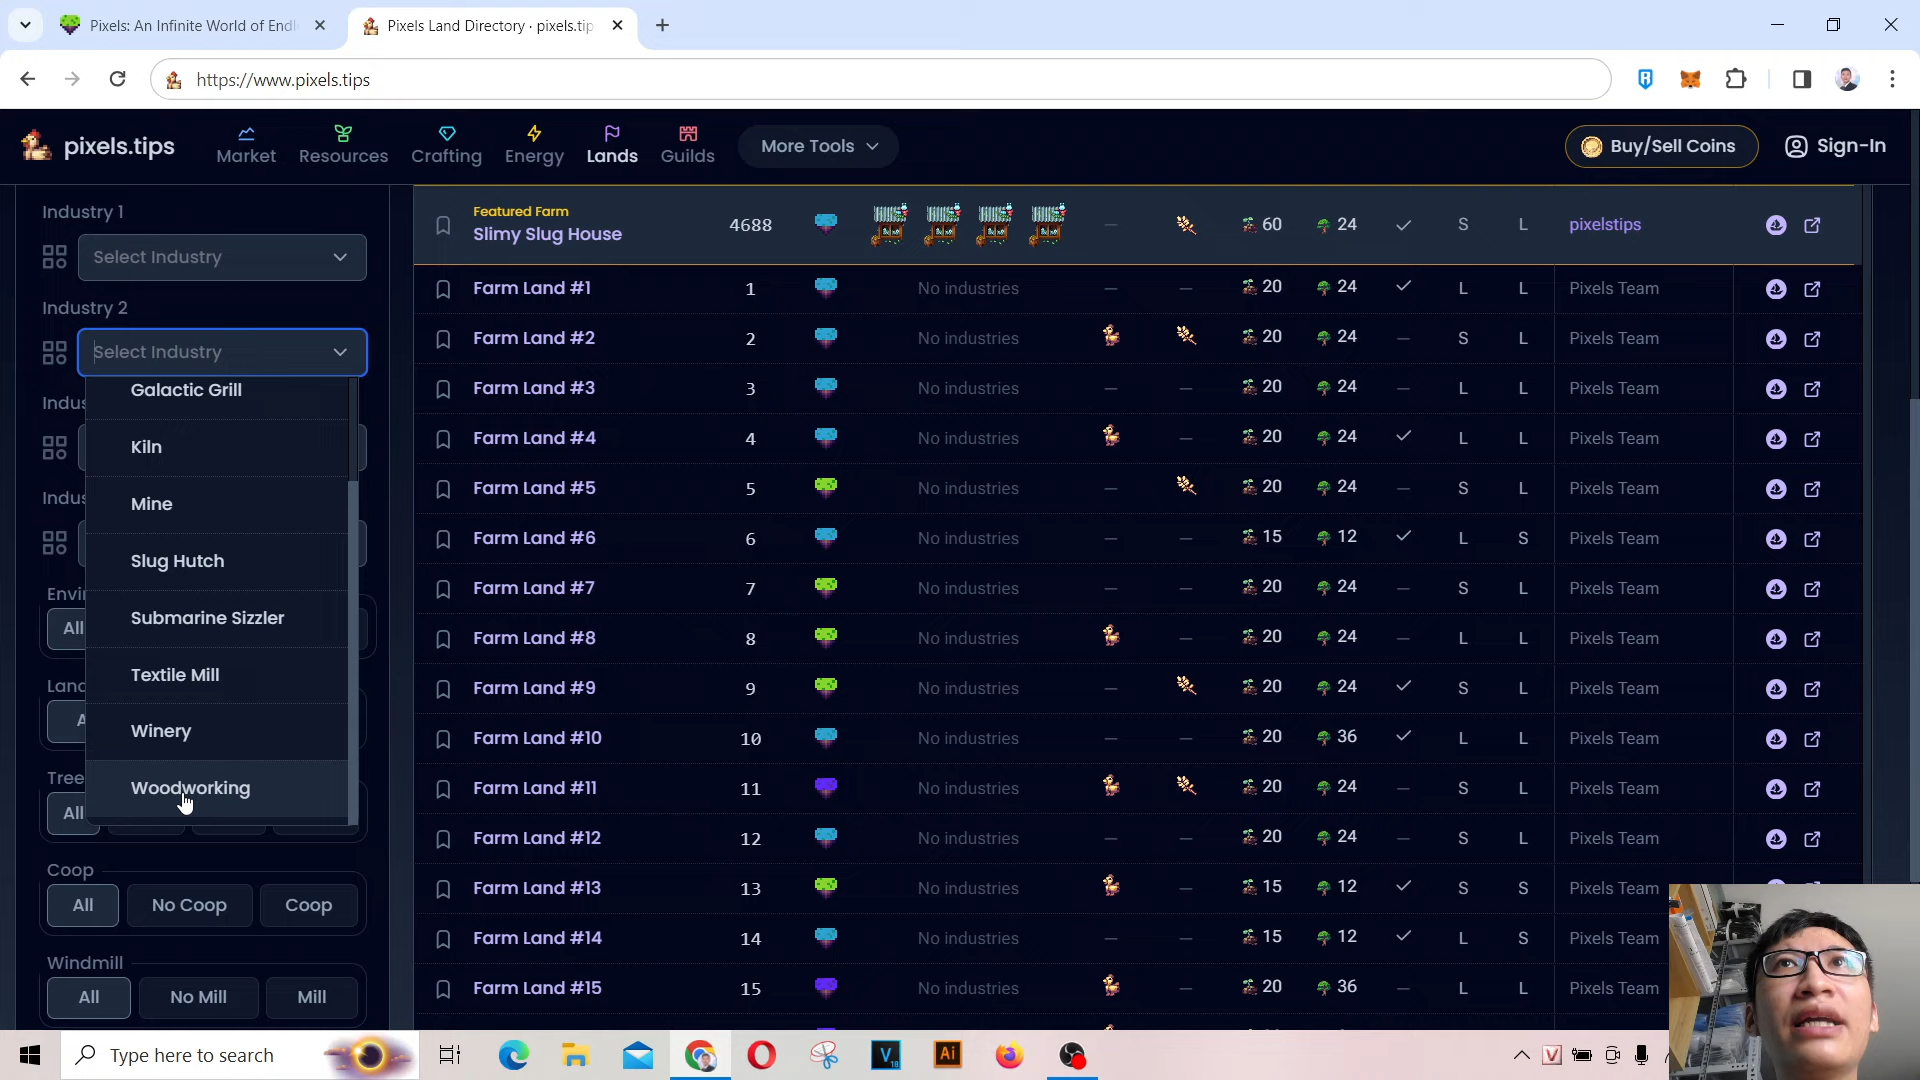 Pixels: An Infinite World of Endl
Pixels Land Directory · pixels.tip
https://www.pixels.tips
pixels.tips
Market
Resources
Crafting
Energy
Lands
Guilds
More Tools
Buy/Sell Coins
Sign-In
Industry 1
Select Industry
Industry 2
Select Industry
Indus
Indus
Galactic Grill
Kiln
Mine
Slug Hutch
Submarine Sizzler
Textile Mill
Winery
Woodworking
Envi
All
Land
A
Tree
All
Coop
All No Coop Coop
Windmill
All No Mill Mill
Featured Farm
Slimy Slug House 4688 60 24 S L pixelstips
Farm Land #1 1 No industries — — 20 24 L L Pixels Team
Farm Land #2 2 No industries 20 24 — S L Pixels Team
Farm Land #3 3 No industries — — 20 24 — L L Pixels Team
Farm Land #4 4 No industries — 20 24 L L Pixels Team
Farm Land #5 5 No industries — 20 24 — S L Pixels Team
Farm Land #6 6 No industries — — 15 12 L S Pixels Team
Farm Land #7 7 No industries — — 20 24 — S L Pixels Team
Farm Land #8 8 No industries — 20 24 — L L Pixels Team
Farm Land #9 9 No industries — 20 24 S L Pixels Team
Farm Land #10 10 No industries — — 20 36 L L Pixels Team
Farm Land #11 11 No industries 20 24 — S L Pixels Team
Farm Land #12 12 No industries — — 20 24 — S L Pixels Team
Farm Land #13 13 No industries — 15 12 S S Pixels Team
Farm Land #14 14 No industries — — 15 12 L S Pixels Team
Farm Land #15 15 No industries — 20 36 — L L Pixels Team
Type here to search